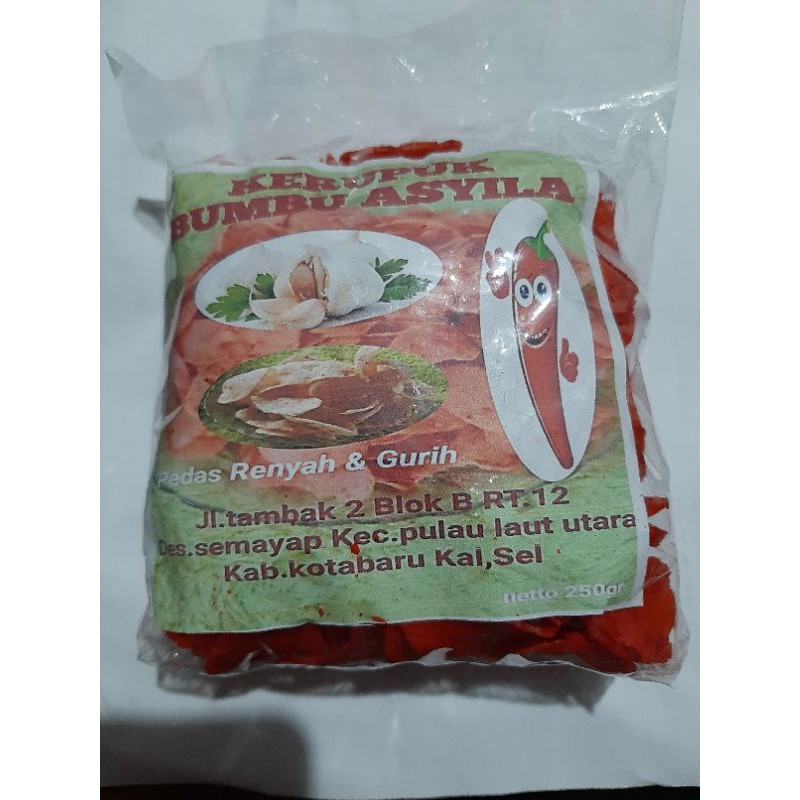 KERUPUK
BUMBU ASYILA
Pedas Renyah & Gurih
Jl.tambak 2 Blok B RT.12
Des.semayap Kec.pulau laut utara
Kab.kotabaru Kal,Sel
netto 250gr